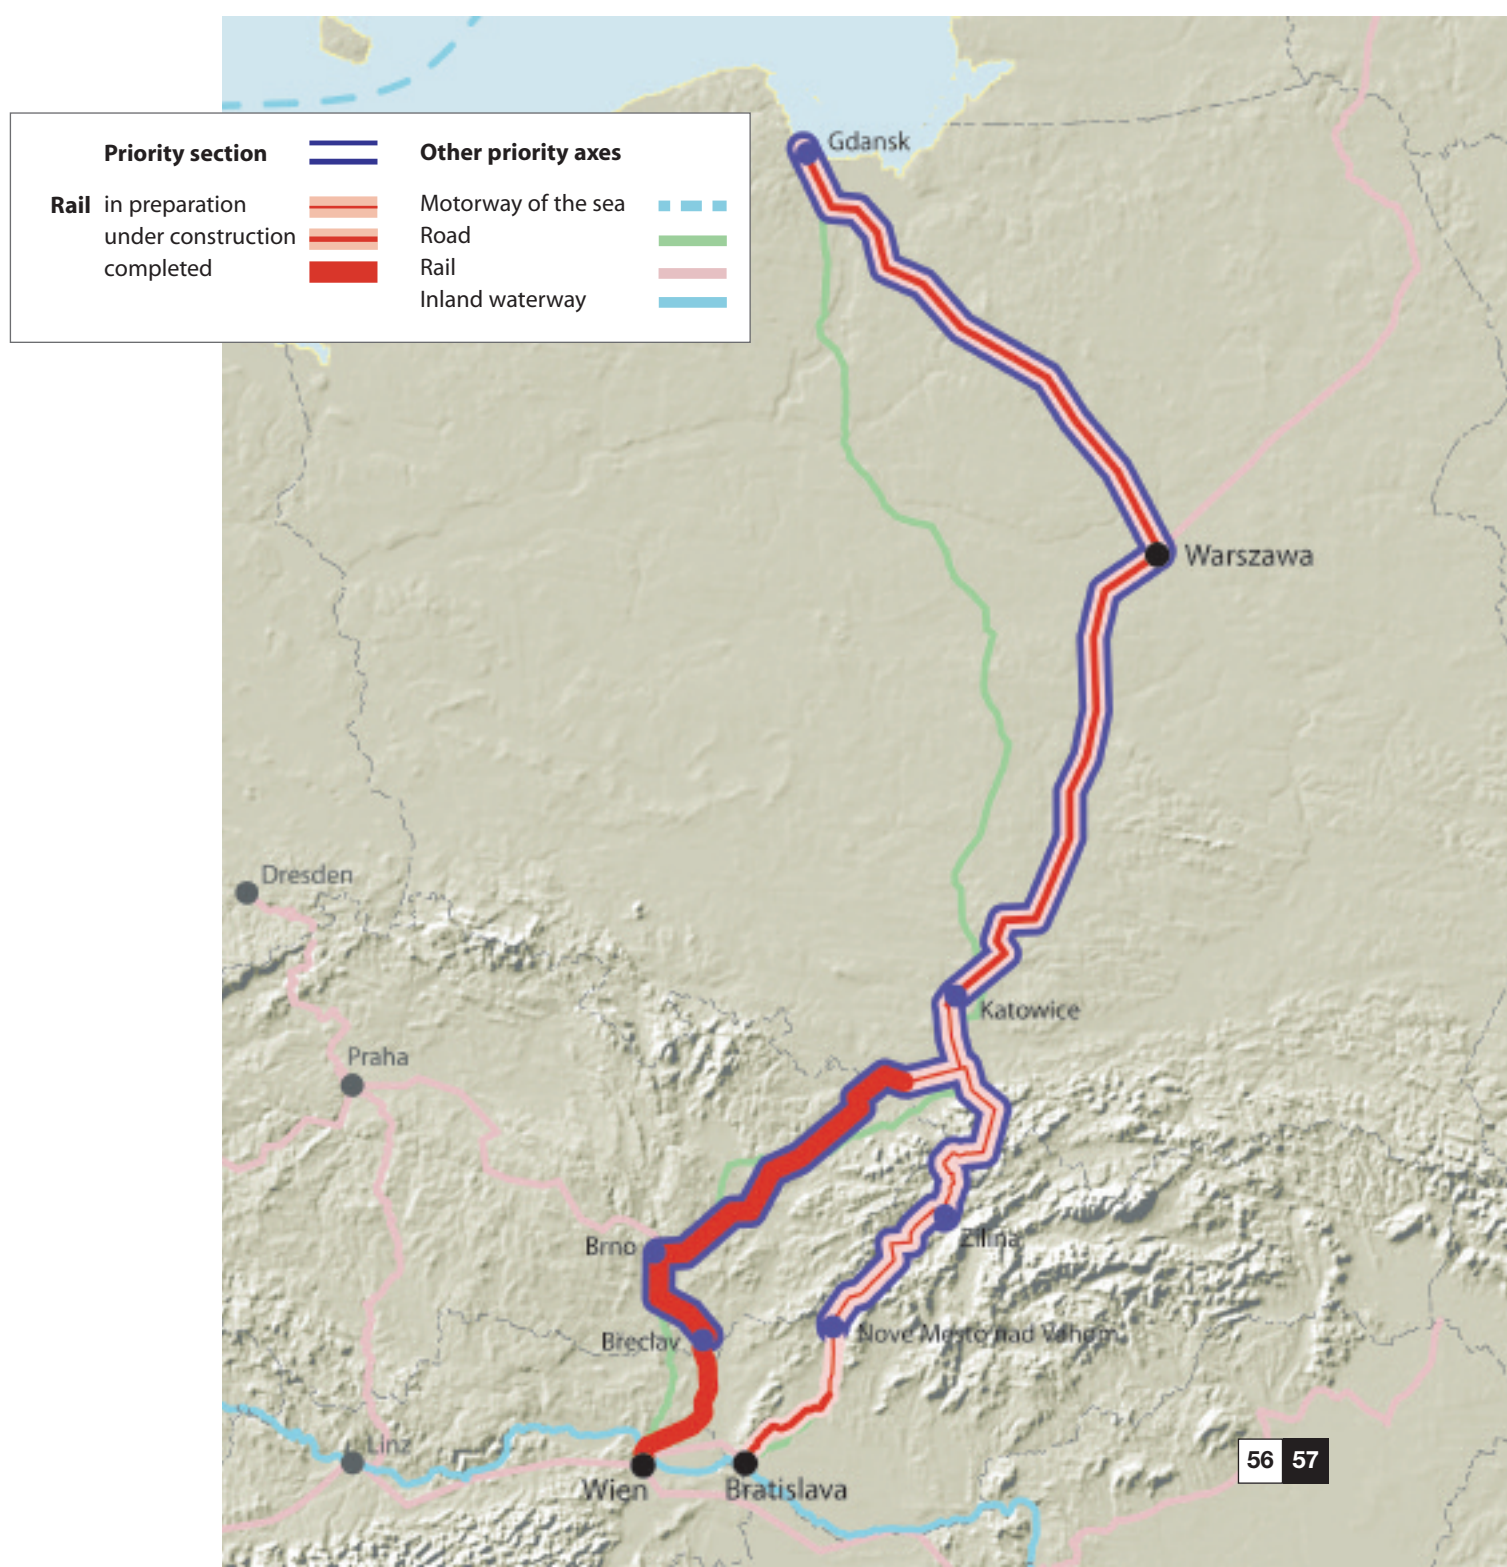 Priority section
Other priority axes
Rail in preparation
Motorway of the sea
under construction
Road
completed
Rail
Inland waterway
Gdansk
Warszawa
Dresden
Katowice
Praha
Brno
Zilina
Breclav
Nove Mesto nad Vahom
Linz
Wien
Bratislava
56 57